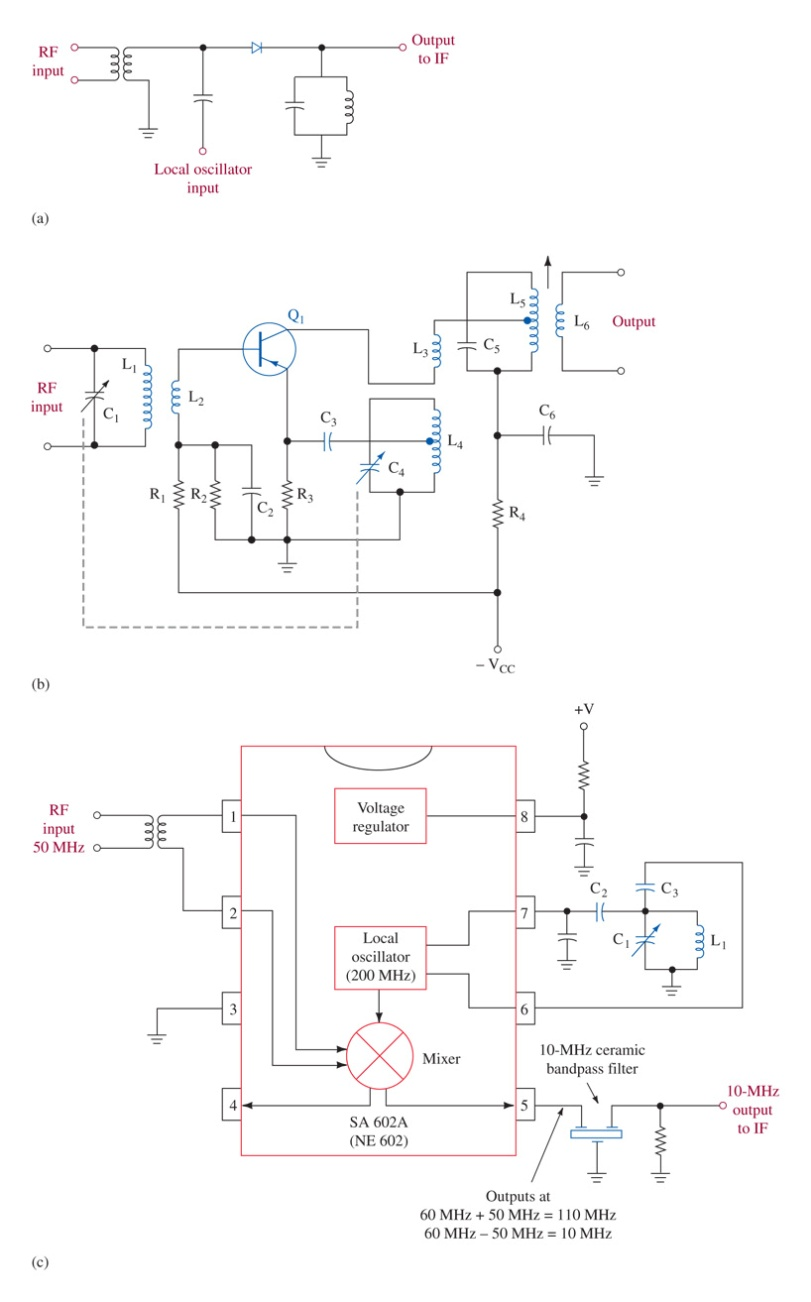 RF
input
Output
to IF
Local oscillator
input
(a)
RF
input
C1
L1
L2
Q1
R1
R2
C2
R3
C3
C4
L4
L3
C5
L5
L6
Output
C6
R4
– VCC
(b)
+V
RF
input
50 MHz
1
2
3
4
Voltage
regulator
8
7
6
5
Local
oscillator
(200 MHz)
Mixer
SA 602A
(NE 602)
C2
C3
C1
L1
10-MHz ceramic
bandpass filter
10-MHz
output
to IF
Outputs at
60 MHz + 50 MHz = 110 MHz
60 MHz – 50 MHz = 10 MHz
(c)